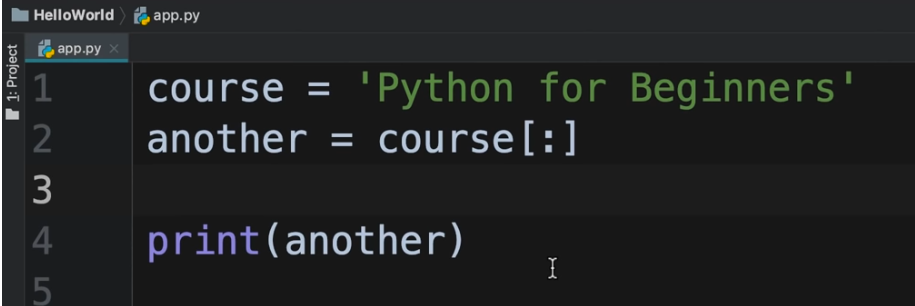 HelloWorld > app.py
app.py ×
1: Project
1 course = 'Python for Beginners'
2 another = course[:]
3
4 print(another)
5